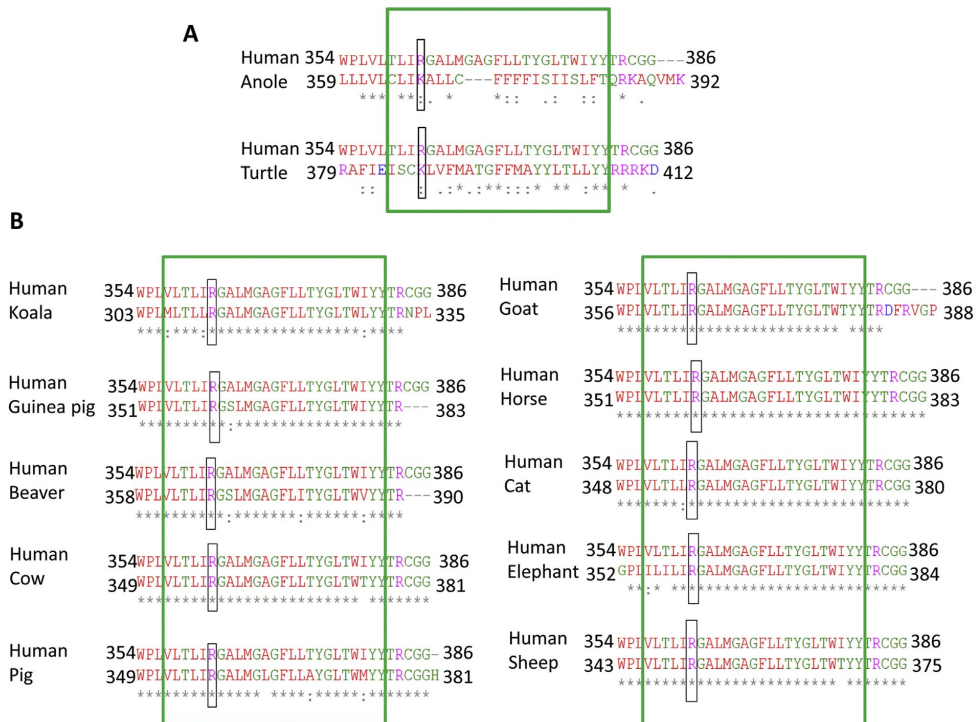 A
Human 354 WPLVLTLIRGALMGAGFLLTYGLTWIYYTRCGG--- 386
Anole 359 LLLVLCLIKALLC---FFFFISIISLFTQRKAQVMK 392
*** **:. * *:: .: .:: * .
Human 354 WPLVLTLIRGALMGAGFLLTYGLTWIYYTRCGG 386
Turtle 379 RAFIEISCKLVFMATGFFMAYYLTLLYYRRRKD 412
:: : .:*.:**::* ** :** * .
B
Human 354 WPLVLTLIRGALMGAGFLLTYGLTWIYYTRCGG 386
Koala 303 WPLMLTLLRGALMGAGFLLTYGLTWLYYTRNPL 335
***:***:*****************:****
Human 354 WPLVLTLIRGALMGAGFLLTYGLTWIYYTRCGG 386
Guinea pig 351 WPLVLTLIRGSLMGAGFLLTYGLTWIYYTR--- 383
**********:*******************
Human 354 WPLVLTLIRGALMGAGFLLTYGLTWIYYTRCGG 386
Beaver 358 WPLVLTLIRGSLMGAGFLITYGLTWVYYTR--- 390
**********:*******:******:****
Human 354 WPLVLTLIRGALMGAGFLLTYGLTWIYYTRCGG 386
Cow 349 WPLVLTLIRGALMGAGFLLTYGLTWTYYTRCGG 381
************************* *******
Human 354 WPLVLTLIRGALMGAGFLLTYGLTWIYYTRCGG- 386
Pig 349 WPLVLTLIRGALMGLGFLLAYGLTWMYYTRCGGH 381
************** ****:*****:*******
Human 354 WPLVLTLIRGALMGAGFLLTYGLTWIYYTRCGG--- 386
Goat 356 WPLVLTLIRGALMGAGFLLTYGLTWTYYTRDFRVGP 388
************************* ****
Human 354 WPLVLTLIRGALMGAGFLLTYGLTWIYYTRCGG 386
Horse 351 WPLVLTLIRGALMGAGFLLTYGLTWIYYTRCGG 383
*********************************
Human 354 WPLVLTLIRGALMGAGFLLTYGLTWIYYTRCGG 386
Cat 348 WPLVLTLLRGALMGAGFLLTYGLTWIYYTRCGG 380
*******:*************************
Human 354 WPLVLTLIRGALMGAGFLLTYGLTWIYYTRCGG 386
Elephant 352 GPLILILIRGALMGAGFLLTYGLTWIYYTRCGG 384
**:* ***************************
Human 354 WPLVLTLIRGALMGAGFLLTYGLTWIYYTRCGG 386
Sheep 343 WPLVLTLIRGALMGAGFLLTYGLTWTYYTRCGG 375
************************* *******